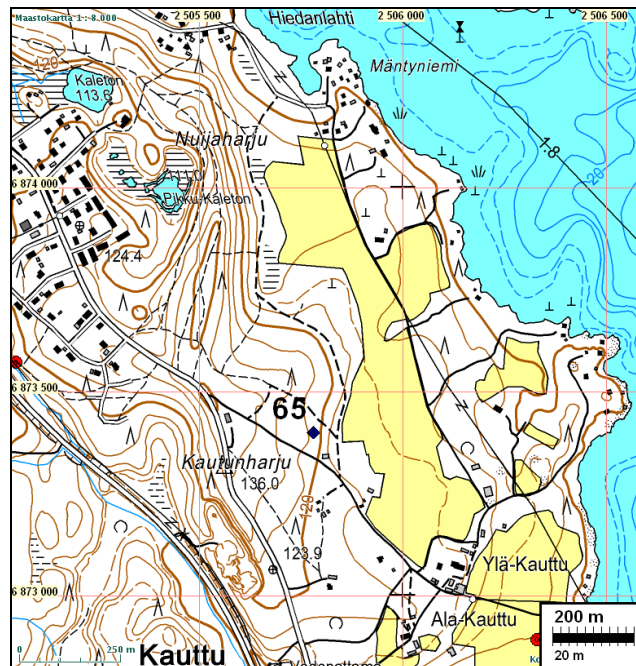 Maastokartta 1 : 8.000
2 505 500
Hiedanlahti
2 506 000
2 506 500
120
Kaleton
113.6
Mäntyniemi
Nuijaharju
1.8
20
111.0
6 874 000
Pikku-Kaleton
124.4
6 873 500
65
Kautunharju
136.0
120
123.9
Ylä-Kauttu
6 873 000
Ala-Kauttu
200 m
20 m
0 250 m
Kauttu